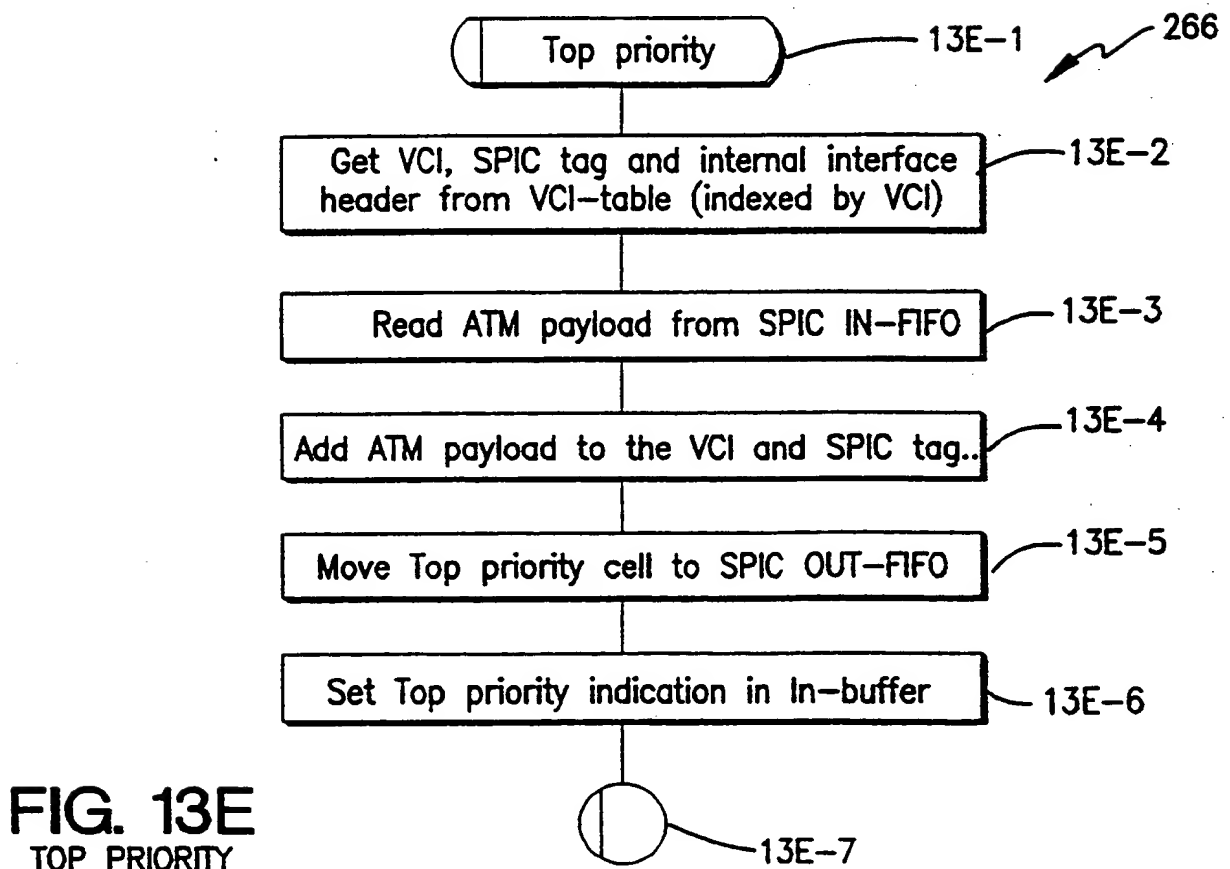 Top priority
13E-1
266
Get VCI, SPIC tag and internal interface
header from VCI-table (indexed by VCI)
13E-2
Read ATM payload from SPIC IN-FIFO
13E-3
Add ATM payload to the VCI and SPIC tag..
13E-4
Move Top priority cell to SPIC OUT-FIFO
13E-5
Set Top priority indication in In-buffer
13E-6
13E-7
FIG. 13E
TOP PRIORITY